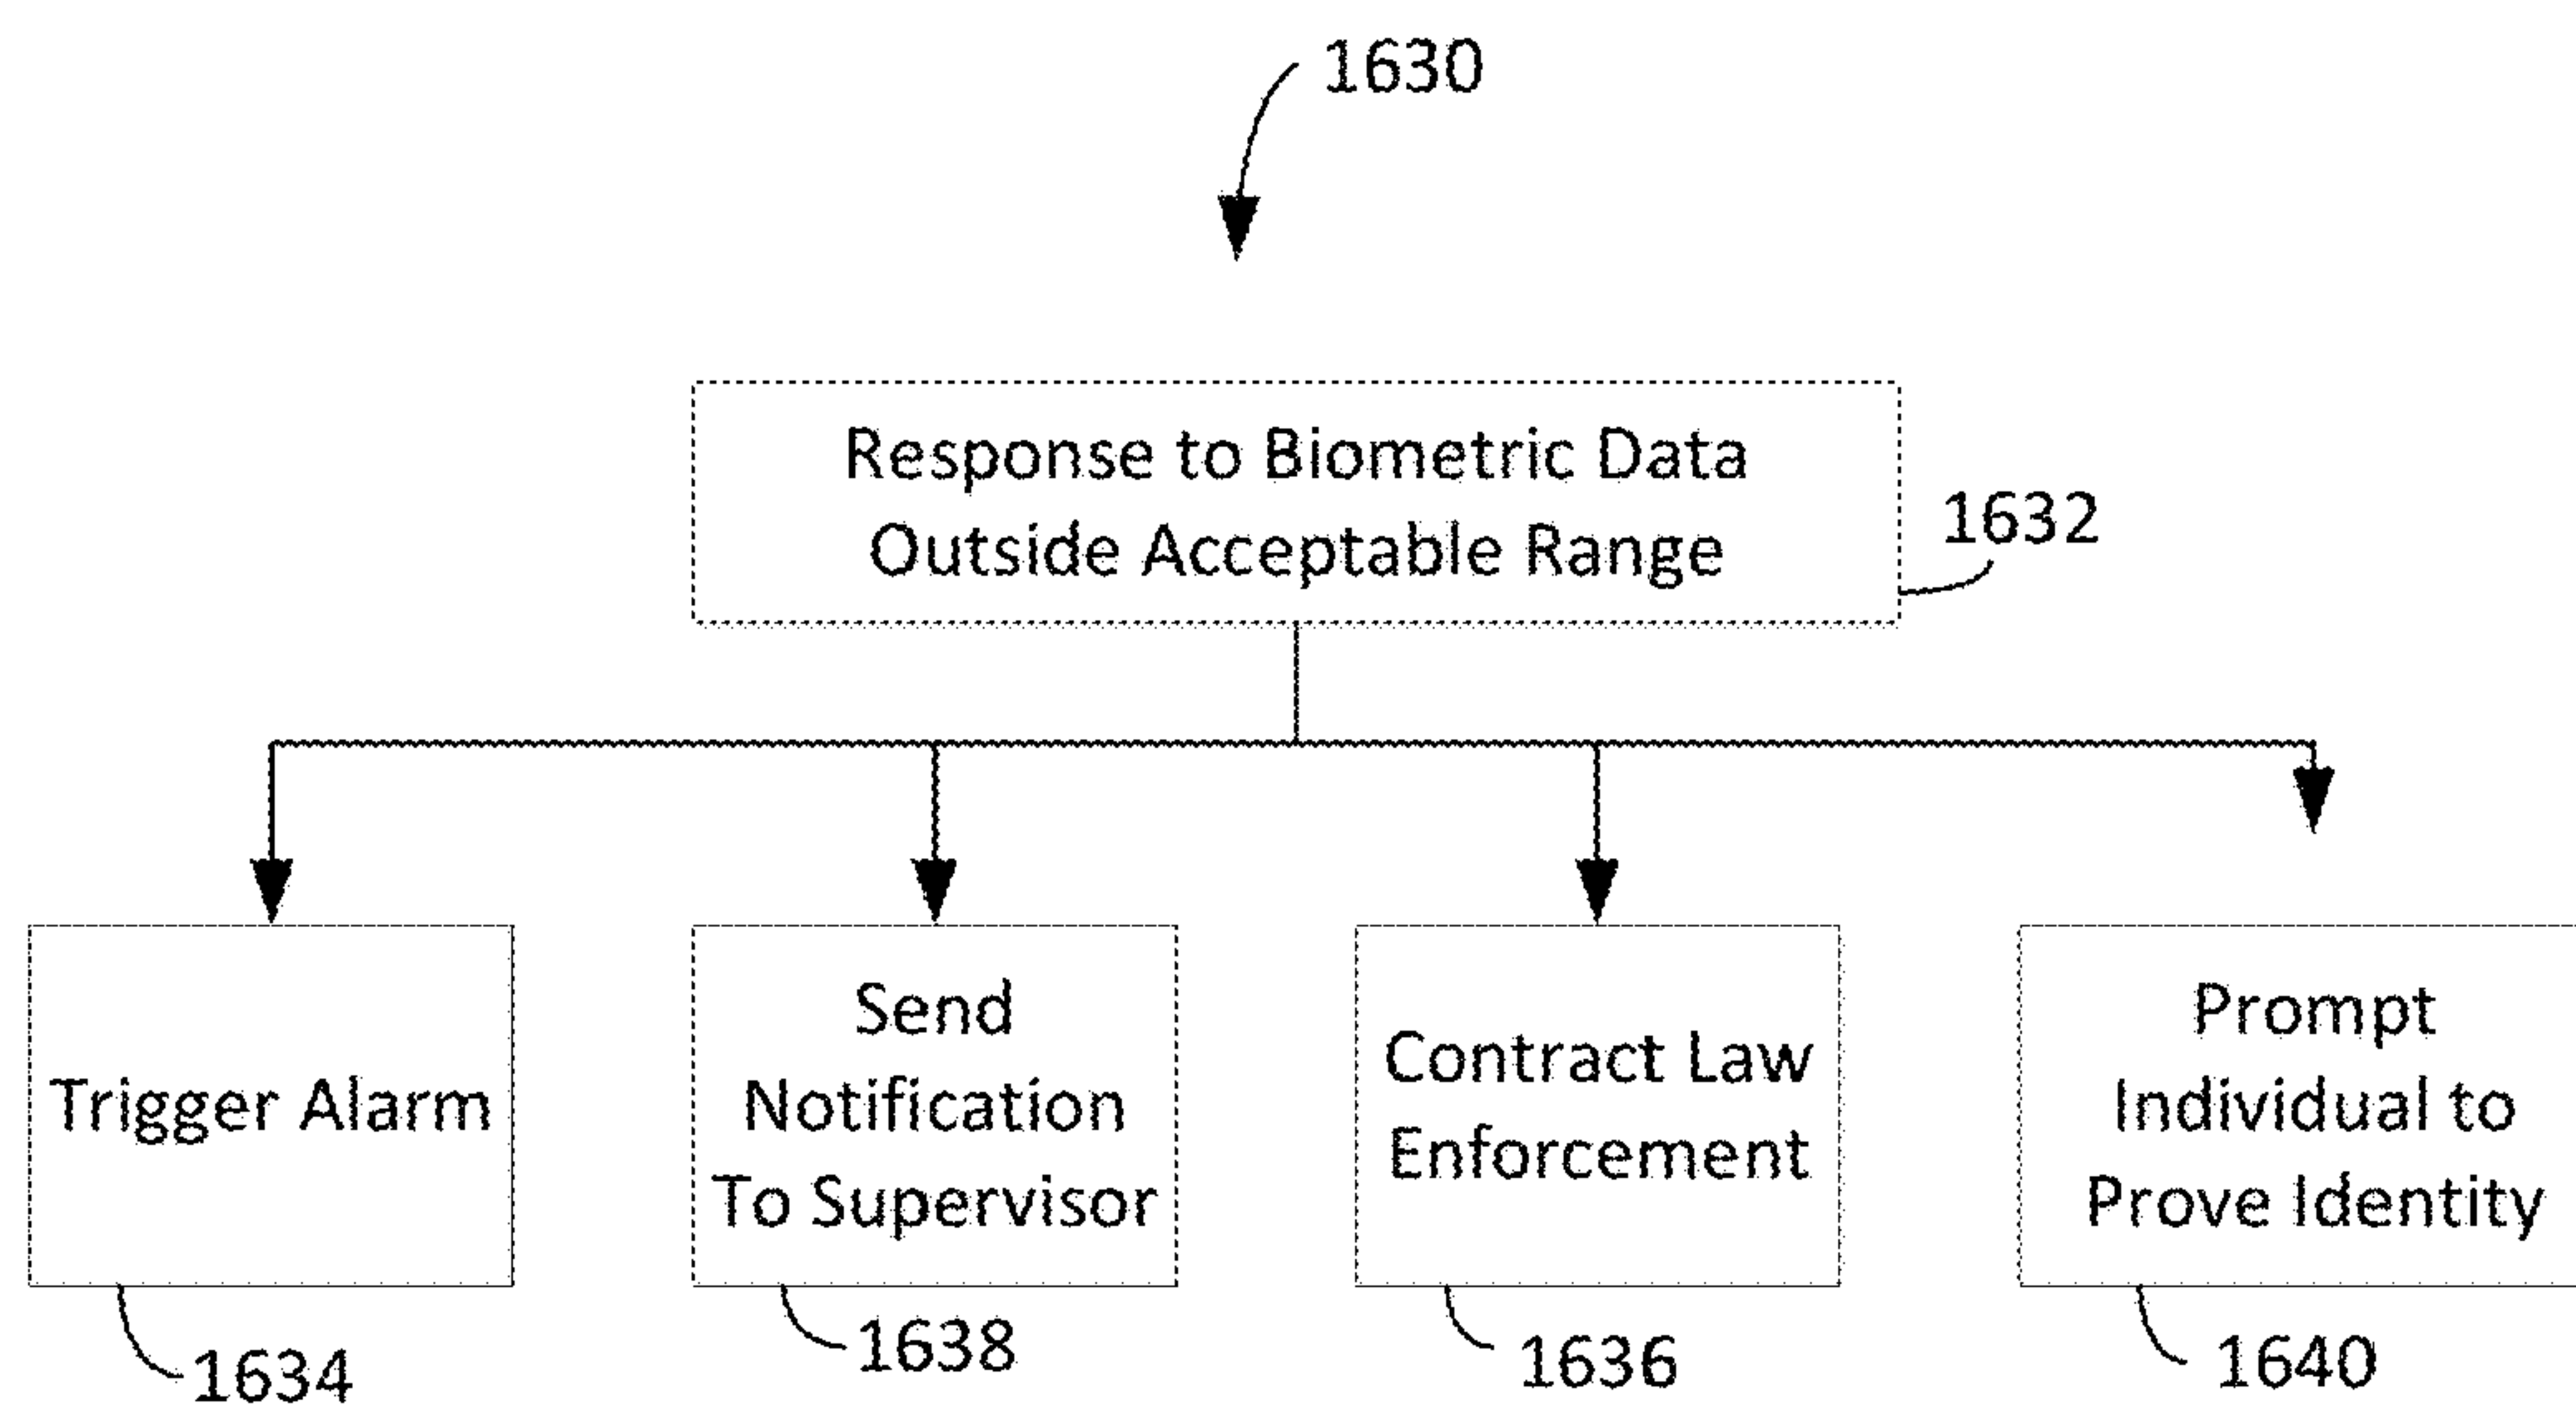 1630
Response to Biometric Data
Outside Acceptable Range
1632
Trigger Alarm
1634
Send
Notification
To Supervisor
1638
Contract Law
Enforcement
1636
Prompt
Individual to
Prove Identity
1640